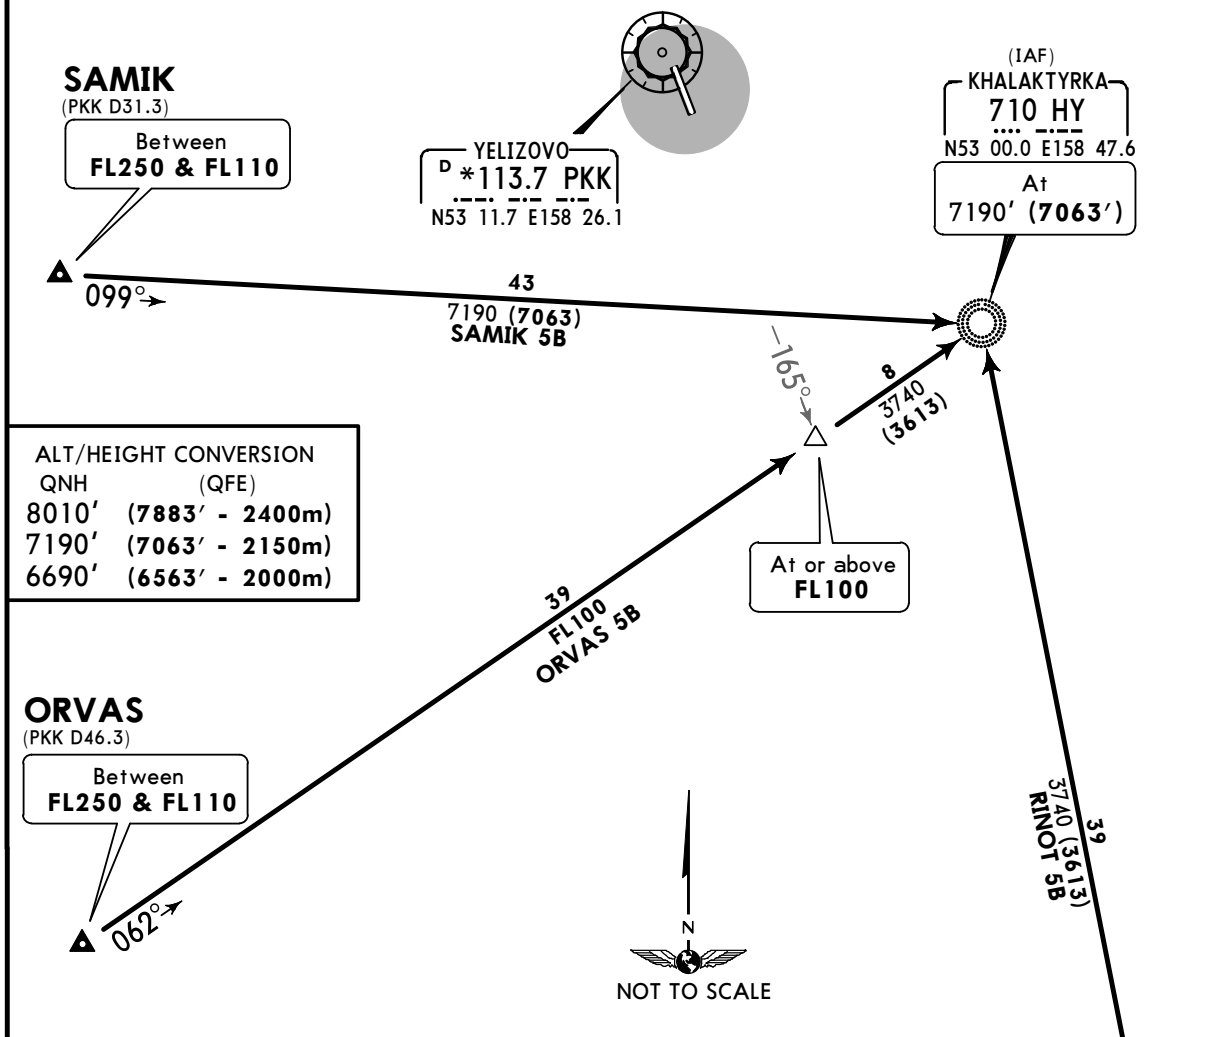 SAMIK
(PKK D31.3)
Between
FL250 & FL110
099°
YELIZOVO
D *113.7 PKK
N53 11.7 E158 26.1
(IAF)
KHALAKTYRKA
710 HY
N53 00.0 E158 47.6
At
7190' (7063')
43
7190 (7063)
SAMIK 5B
165°
8
3740
(3613)
ALT/HEIGHT CONVERSION
QNH (QFE)
8010' (7883' - 2400m)
7190' (7063' - 2150m)
6690' (6563' - 2000m)
At or above
FL100
39
FL100
ORVAS 5B
ORVAS
(PKK D46.3)
Between
FL250 & FL110
062°
39
3740 (3613)
RINOT 5B
N
NOT TO SCALE